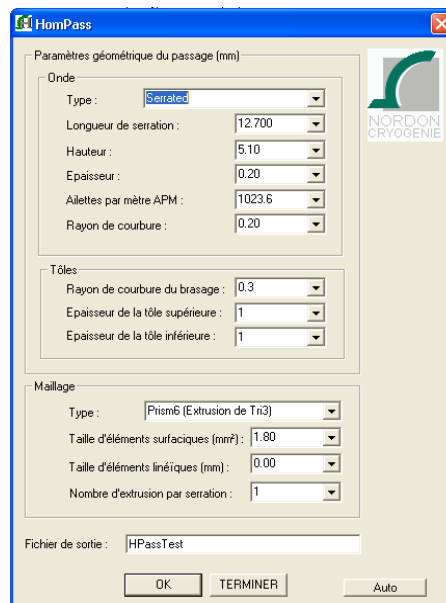 HomPass
Paramètres géométrique du passage (mm)
Onde
Type : Serrated
Longueur de serration : 12.700
Hauteur : 5.10
Epaisseur : 0.20
Ailettes par mètre APM : 1023.6
Rayon de courbure : 0.20
Tôles
Rayon de courbure du brasage : 0.3
Epaisseur de la tôle supérieure : 1
Epaisseur de la tôle inférieure : 1
Maillage
Type : Prism6 (Extrusion de Tri3)
Taille d'éléments surfaciques (mm²) : 1.80
Taille d'éléments linéïques (mm) : 0.00
Nombre d'extrusion par serration : 1
Fichier de sortie : HPassTest
OK TERMINER Auto
NORDON
CRYOGENIE